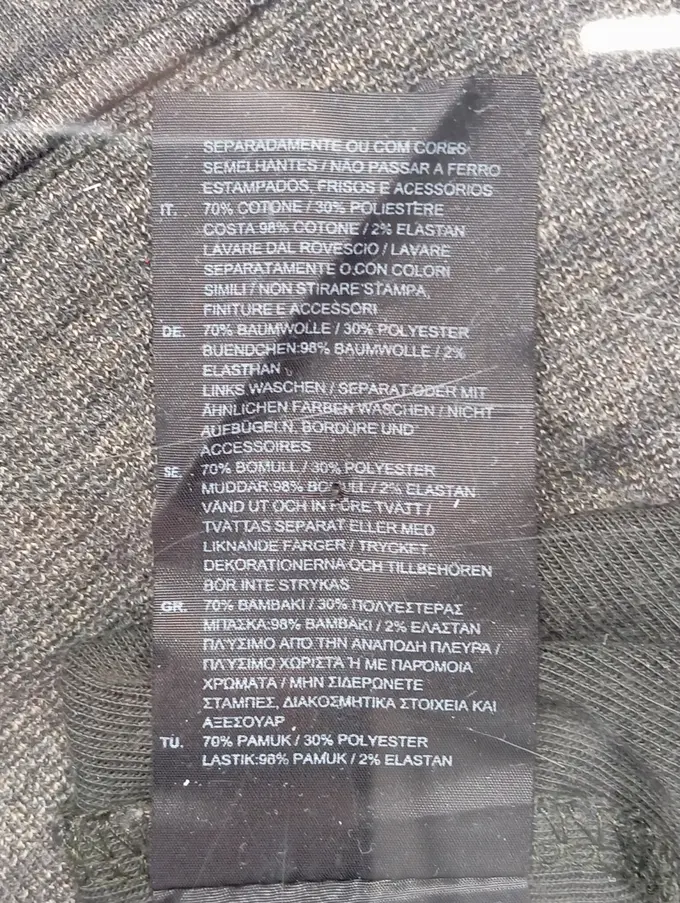 SEPARADAMENTE OU COM CORES
SEMELHANTES / NÃO PASSAR A FERRO
ESTAMPADOS, FRISOS E ACESSÓRIOS
IT. 70% COTONE / 30% POLIESTERE
COSTA 98% COTONE / 2% ELASTAN
LAVARE DAL ROVESCIO / LAVARE
SEPARATAMENTE O CON COLORI
SIMILI / NON STIRARE STAMPA,
FINITURE E ACCESSORI
DE. 70% BAUMWOLLE / 30% POLYESTER
BUENDCHEN:98% BAUMWOLLE / 2%
ELASTHAN
LINKS WASCHEN / SEPARAT ODER MIT
ÄHNLICHEN FARBEN WASCHEN / NICHT
AUFBÜGELN, BORDÜRE UND
ACCESSOIRES
SE. 70% BOMULL / 30% POLYESTER
MUDDAR:98% BOMULL / 2% ELASTAN
VÄND UT OCH IN FÖRE TVÄTT /
TVÄTTAS SEPARAT ELLER MED
LIKNANDE FÄRGER / TRYCKET,
DEKORATIONERNA OCH TILLBEHÖREN
BÖR INTE STRYKAS
GR. 70% ΒΑΜΒΑΚΙ / 30% ΠΟΛΥΕΣΤΕΡΑΣ
ΜΠΑΣΚΑ:98% ΒΑΜΒΑΚΙ / 2% ΕΛΑΣΤΑΝ
ΠΛΥΣΙΜΟ ΑΠΟ ΤΗΝ ΑΝΑΠΟΔΗ ΠΛΕΥΡΑ /
ΠΛΥΣΙΜΟ ΧΩΡΙΣΤΑ Ή ΜΕ ΠΑΡΟΜΟΙΑ
ΧΡΩΜΑΤΑ / ΜΗΝ ΣΙΔΕΡΩΝΕΤΕ
ΣΤΑΜΠΕΣ, ΔΙΑΚΟΣΜΗΤΙΚΑ ΣΤΟΙΧΕΙΑ ΚΑΙ
ΑΞΕΣΟΥΑΡ
TÜ. 70% PAMUK / 30% POLYESTER
LASTIK:98% PAMUK / 2% ELASTAN